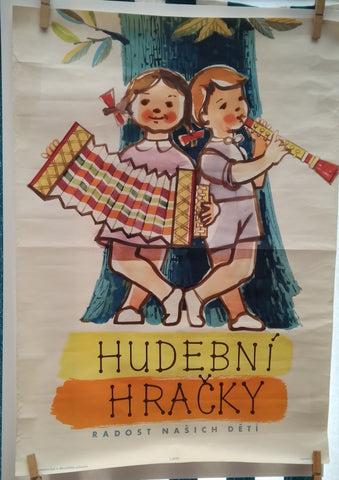 HUDEBNÍ
HRAČKY
RADOST NAŠICH DĚTÍ